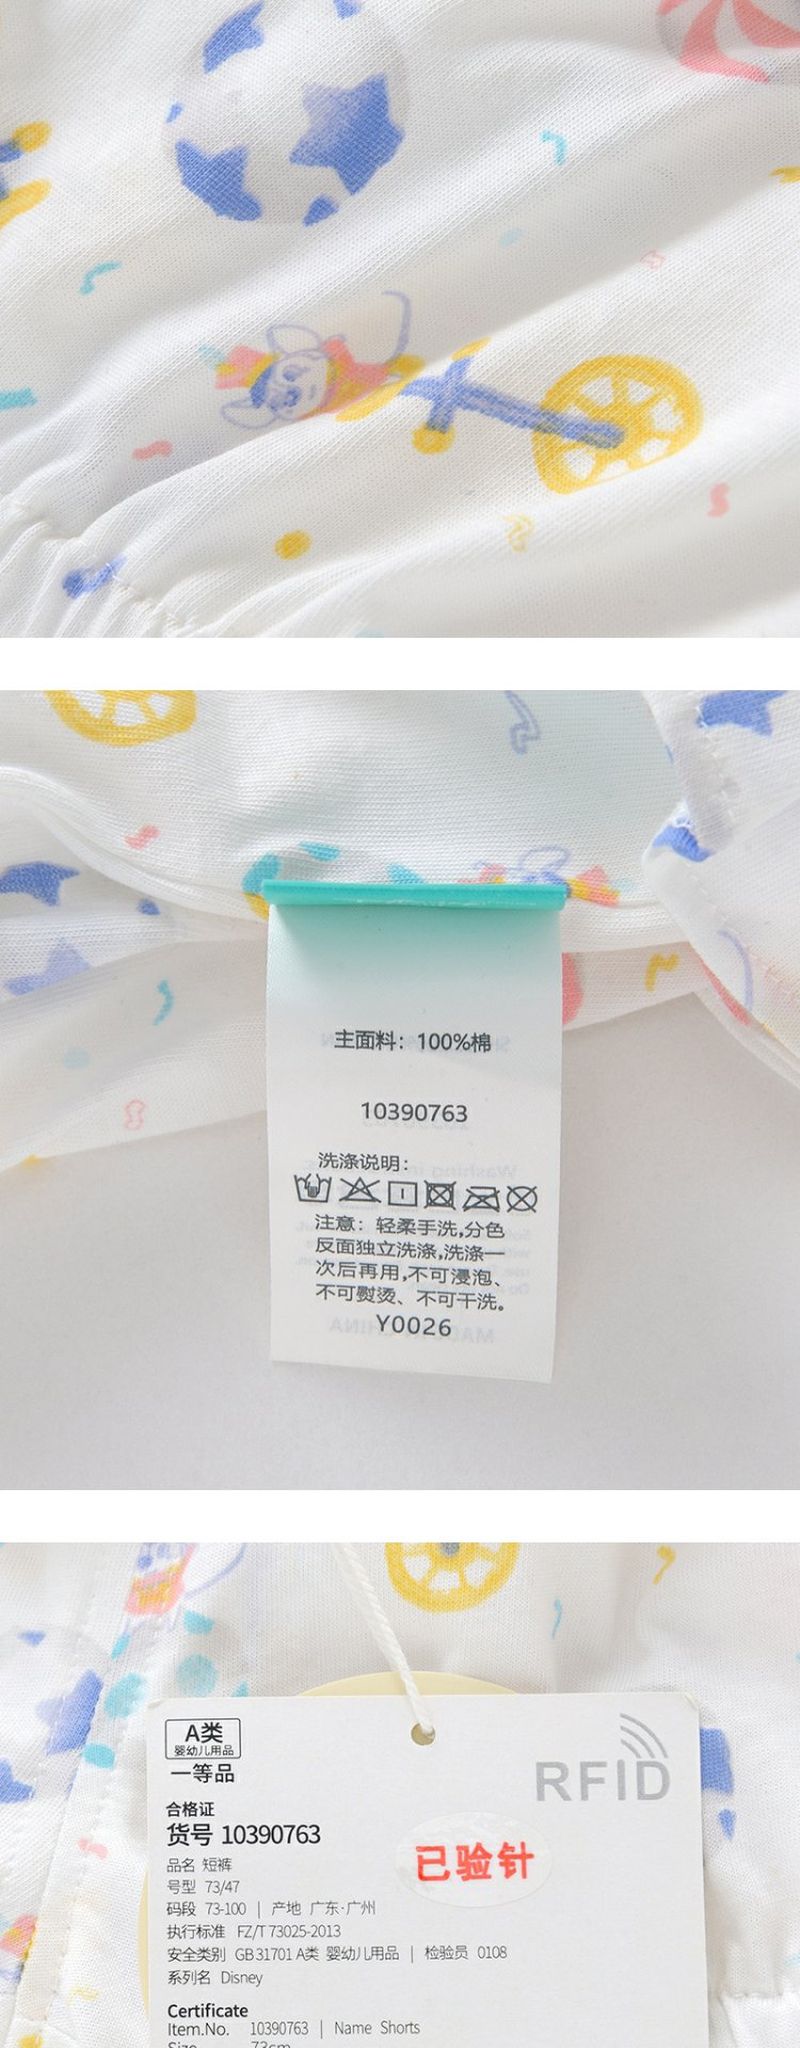 主面料：100%棉
10390763
洗涤说明：
注意：轻柔手洗,分色
反面独立洗涤,洗涤一
次后再用,不可浸泡、
不可熨烫、不可干洗。
Y0026
A类
婴幼儿用品
一等品
RFID
合格证
货号 10390763
已验针
品名 短裤
号型 73/47
码段 73-100 | 产地 广东·广州
执行标准 FZ/T 73025-2013
安全类别 GB 31701 A类 婴幼儿用品 | 检验员 0108
系列名 Disney
Certificate
Item.No. 10390763 | Name Shorts
Size 73cm